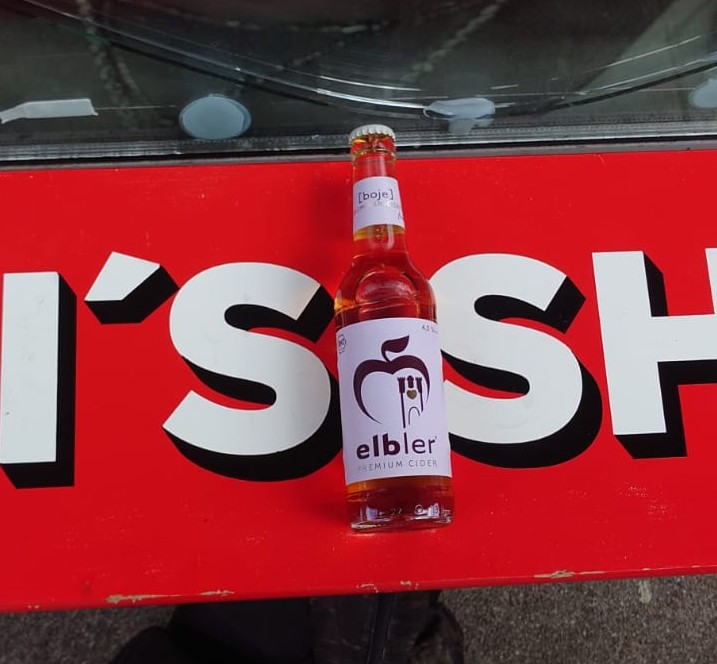 [boje]
'S SH
elbler
PREMIUM CIDER